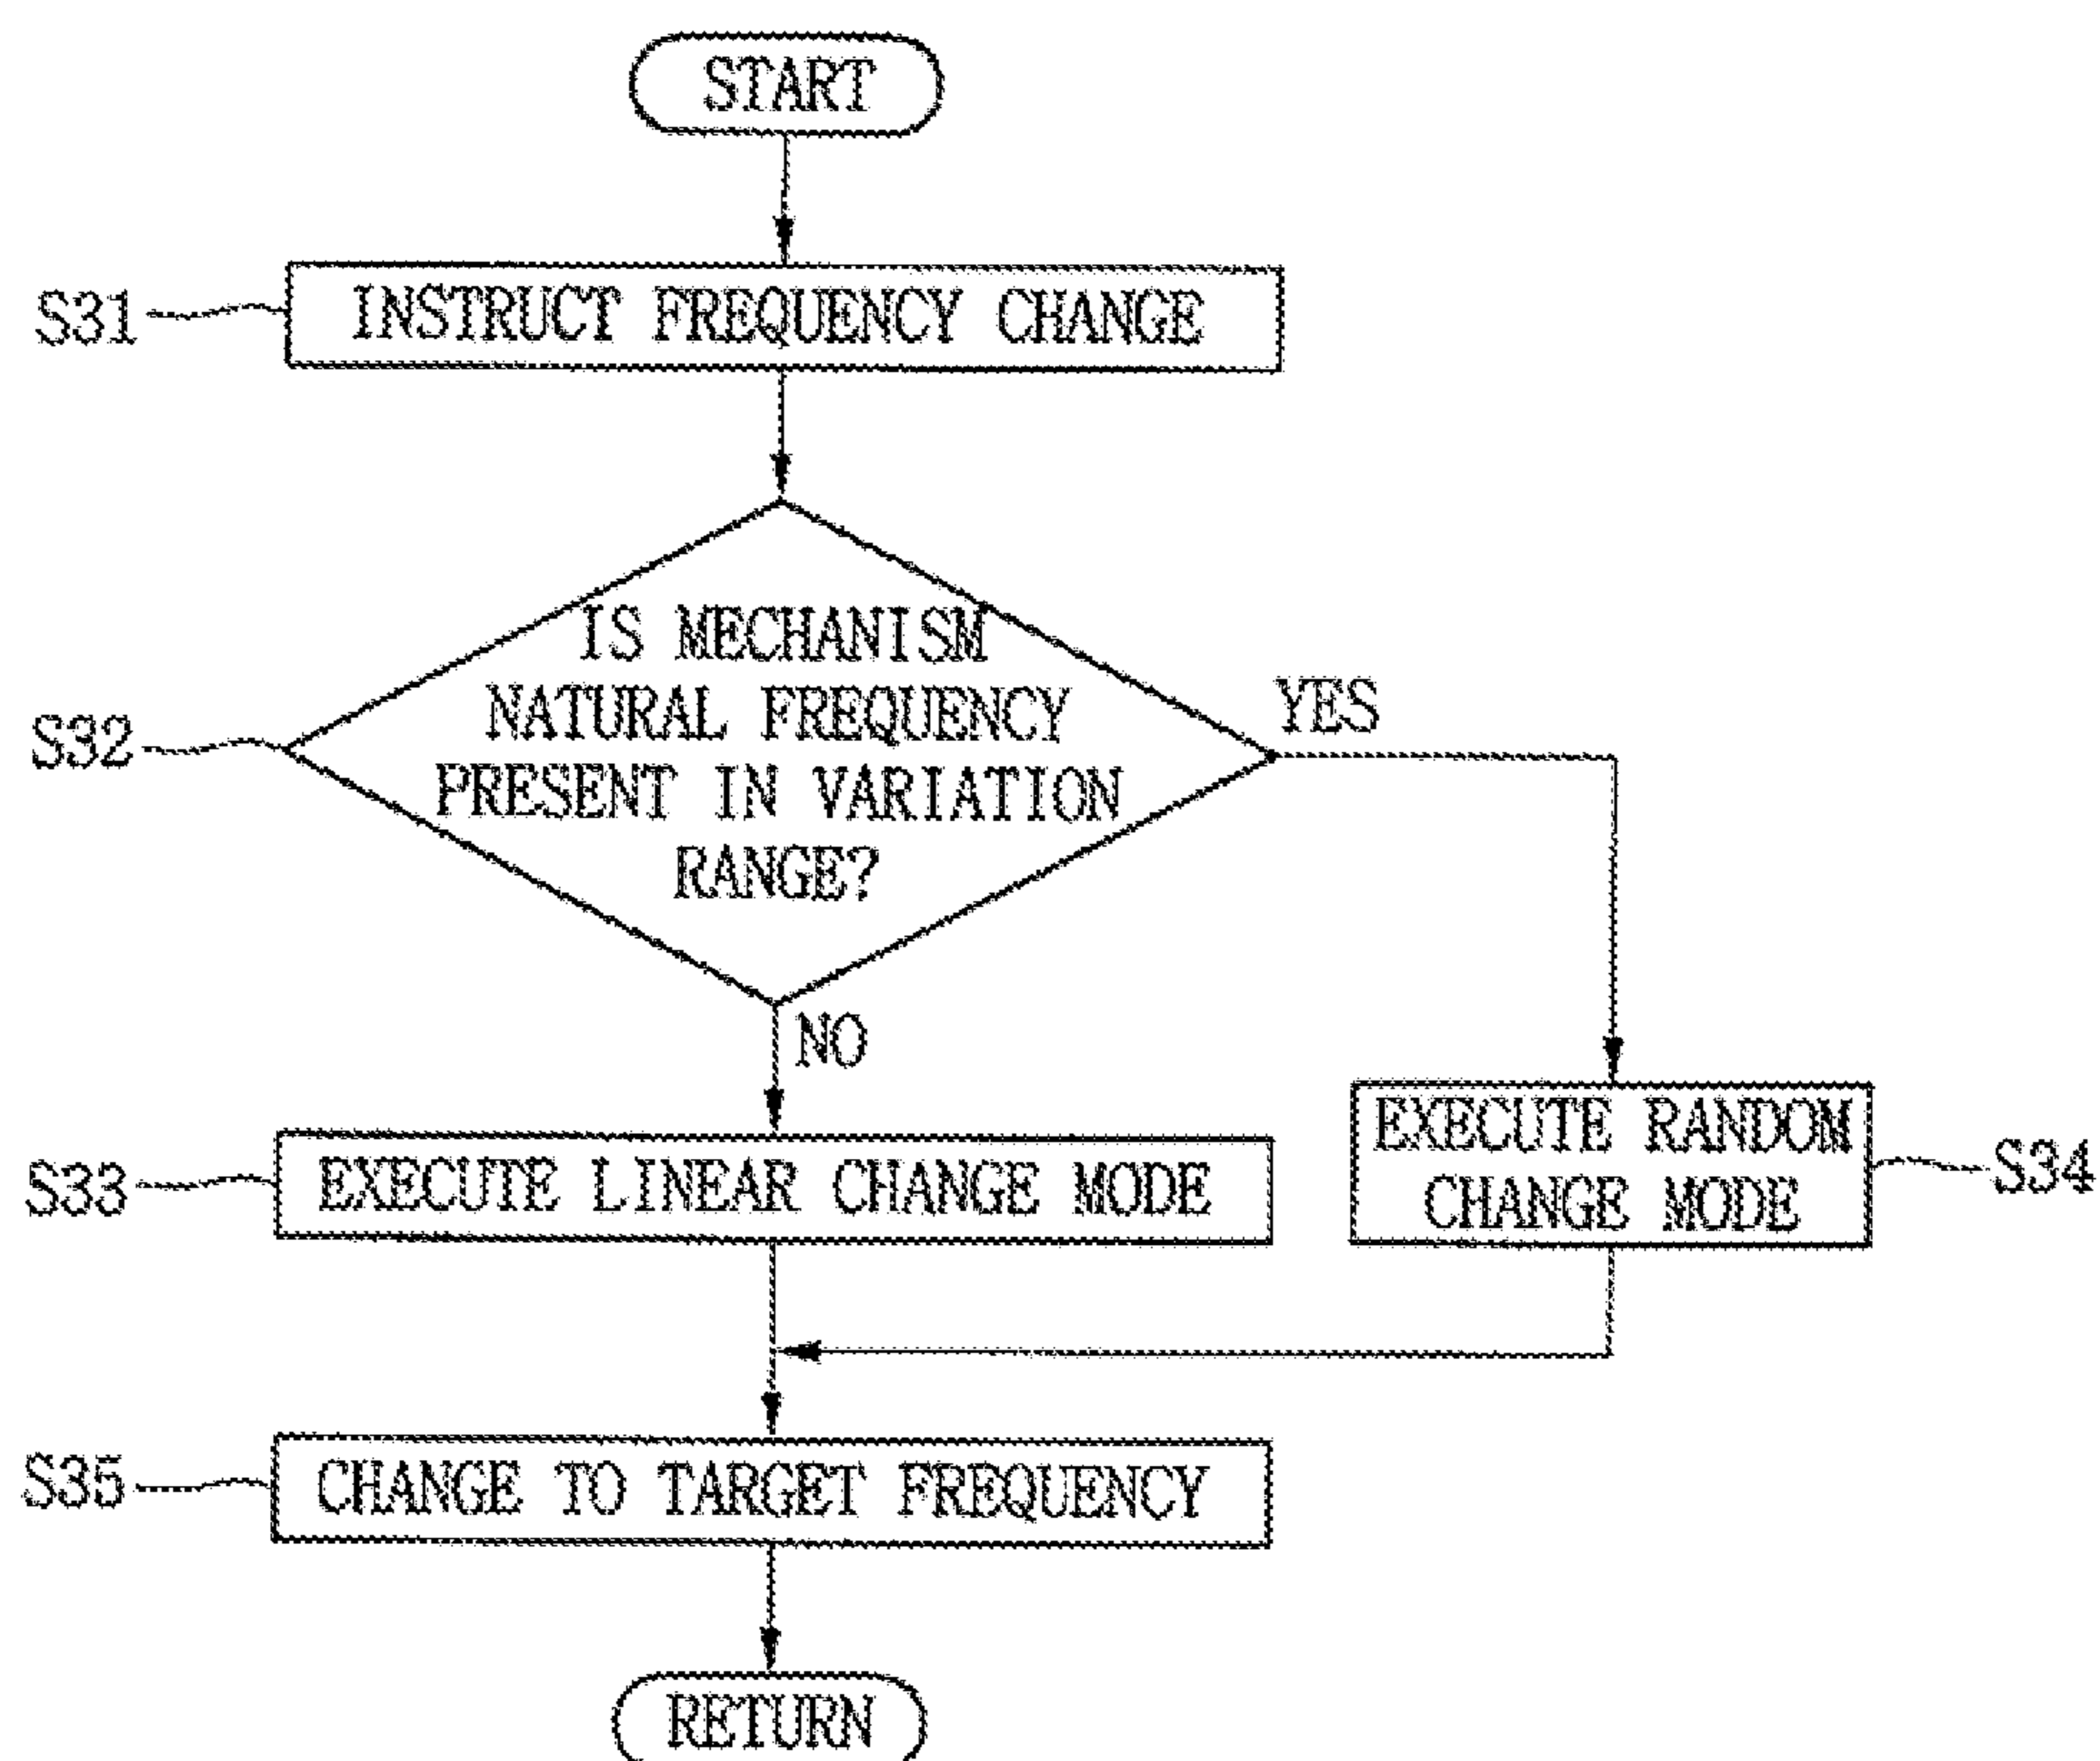 START
S31
INSTRUCT FREQUENCY CHANGE
S32
IS MECHANISM
NATURAL FREQUENCY
PRESENT IN VARIATION
RANGE?
YES
NO
S33
EXECUTE LINEAR CHANGE MODE
EXECUTE RANDOM
CHANGE MODE
S34
S35
CHANGE TO TARGET FREQUENCY
RETURN